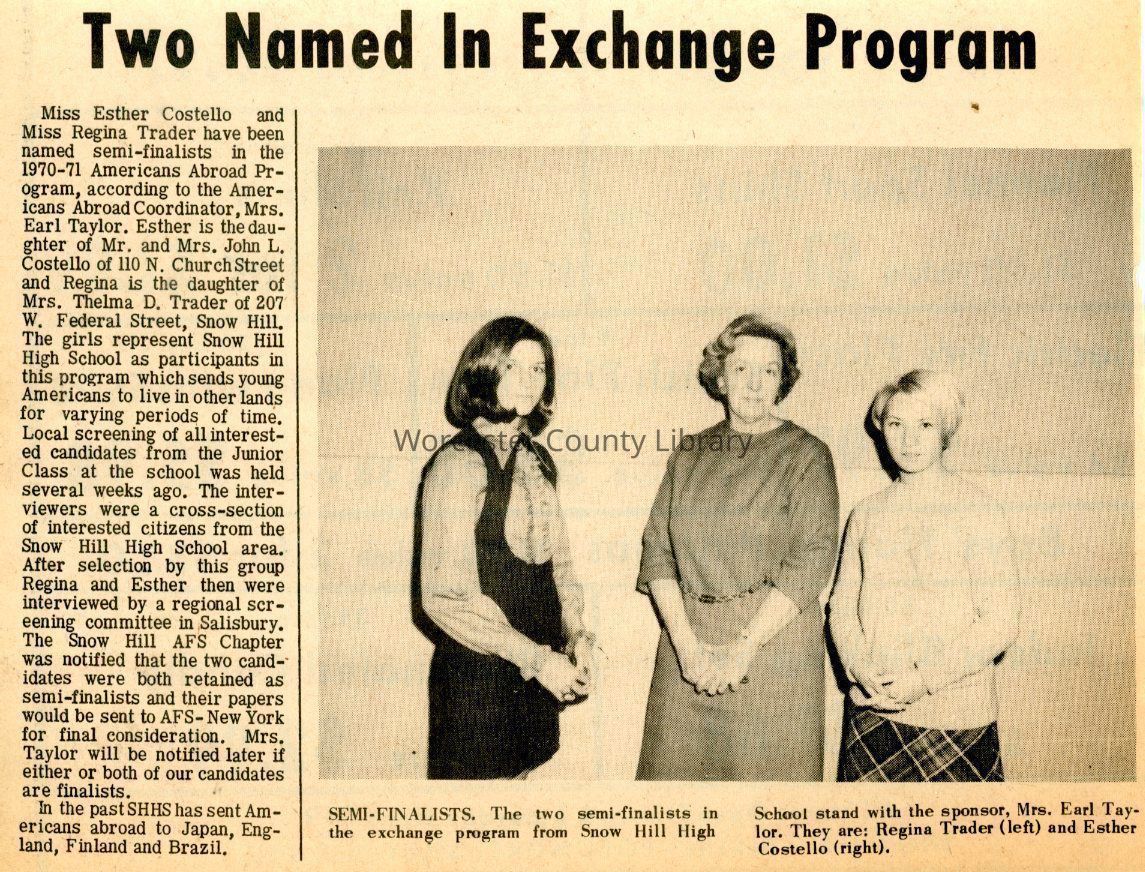 Two Named In Exchange Program
Miss Esther Costello and
Miss Regina Trader have been
named semi-finalists in the
1970-71 Americans Abroad Pr-
ogram, according to the Amer-
icans Abroad Coordinator, Mrs.
Earl Taylor. Esther is the dau-
ghter of Mr. and Mrs. John L.
Costello of 110 N. Church Street
and Regina is the daughter of
Mrs. Thelma D. Trader of 207
W. Federal Street, Snow Hill.
The girls represent Snow Hill
High School as participants in
this program which sends young
Americans to live in other lands
for varying periods of time.
Local screening of all interest-
ed candidates from the Junior
Class at the school was held
several weeks ago. The inter-
viewers were a cross-section
of interested citizens from the
Snow Hill High School area.
After selection by this group
Regina and Esther then were
interviewed by a regional scr-
eening committee in Salisbury.
The Snow Hill AFS Chapter
was notified that the two cand-
idates were both retained as
semi-finalists and their papers
would be sent to AFS-New York
for final consideration. Mrs.
Taylor will be notified later if
either or both of our candidates
are finalists.
In the past SHHS has sent Am-
ericans abroad to Japan, Eng-
land, Finland and Brazil.
Worcester County Library
SEMI-FINALISTS. The two semi-finalists in
the exchange program from Snow Hill High
School stand with the sponsor, Mrs. Earl Tay-
lor. They are: Regina Trader (left) and Esther
Costello (right).